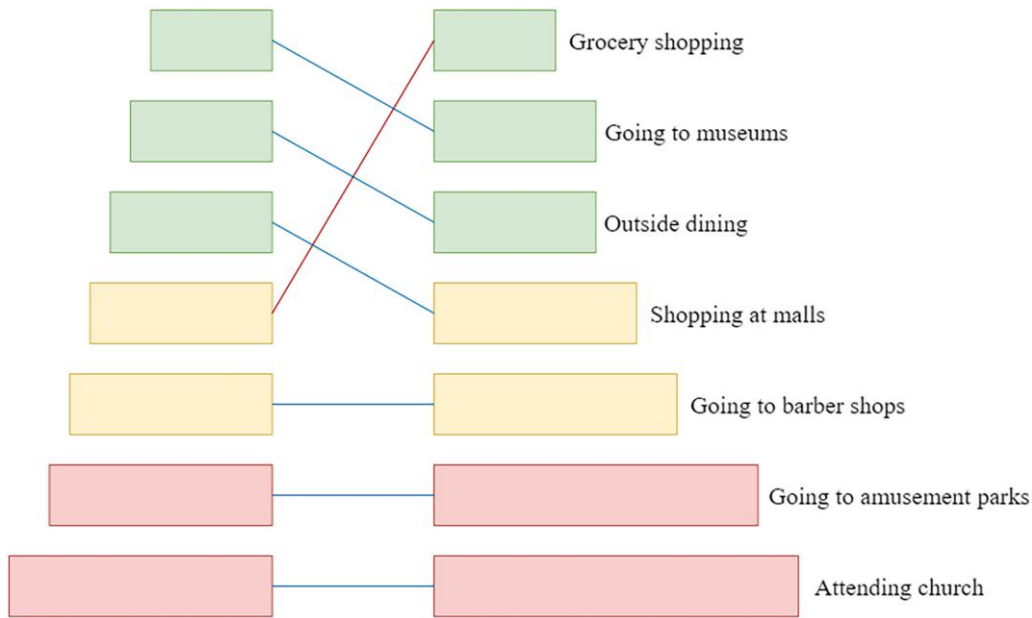 Grocery shopping
Going to museums
Outside dining
Shopping at malls
Going to barber shops
Going to amusement parks
Attending church